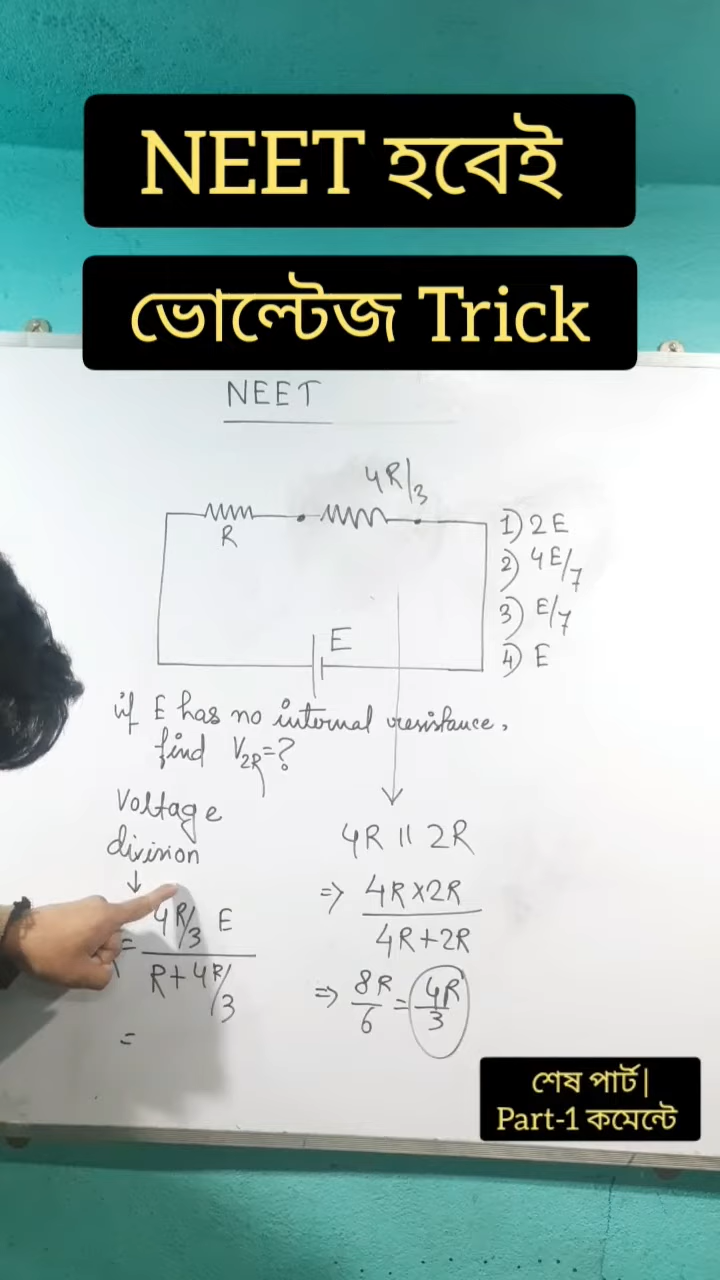 NEET হবেই
ভোল্টেজ Trick
NEET
4R/3
R
E
1) 2E
2) 4E/7
3) E/7
4) E
if E has no internal resistance,
find V2R=?
Voltage
division
↓
= 4R/3 E
R+4R/3
=
4R || 2R
=> 4R×2R
4R+2R
=> 8R/6 = 4R/3
শেষ পার্ট|
Part-1 কমেন্টে